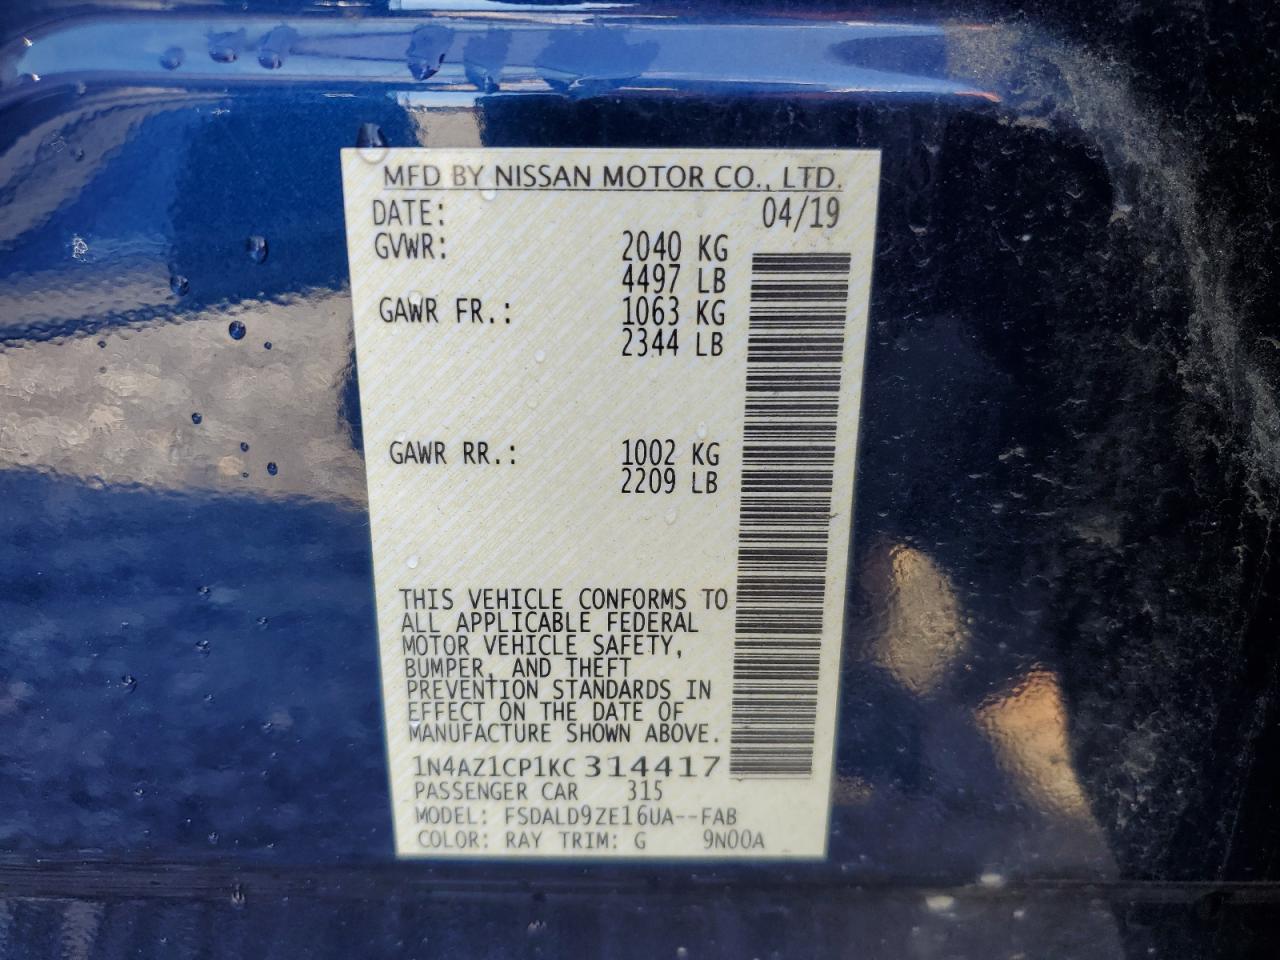 MFD BY NISSAN MOTOR CO., LTD.
DATE: 04/19
GVWR: 2040 KG
4497 LB
GAWR FR.: 1063 KG
2344 LB
GAWR RR.: 1002 KG
2209 LB
THIS VEHICLE CONFORMS TO
ALL APPLICABLE FEDERAL
MOTOR VEHICLE SAFETY,
BUMPER, AND THEFT
PREVENTION STANDARDS IN
EFFECT ON THE DATE OF
MANUFACTURE SHOWN ABOVE.
1N4AZ1CP1KC314417
PASSENGER CAR 315
MODEL: FSDALD9ZE16UA--FAB
COLOR: RAY TRIM: G 9N00A